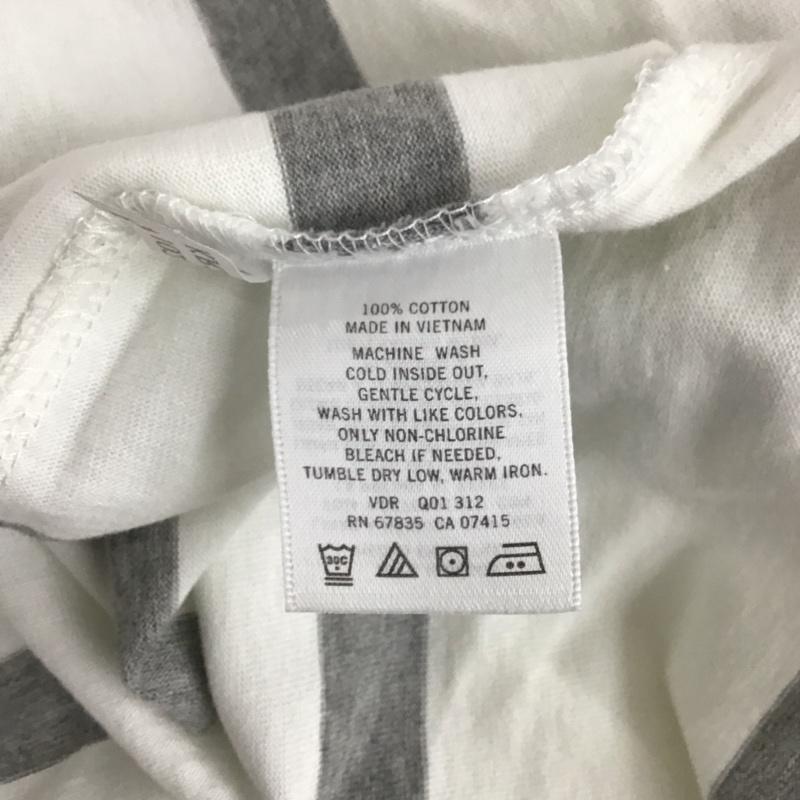 100% COTTON
MADE IN VIETNAM
MACHINE WASH
COLD INSIDE OUT,
GENTLE CYCLE,
WASH WITH LIKE COLORS,
ONLY NON-CHLORINE
BLEACH IF NEEDED,
TUMBLE DRY LOW, WARM IRON.
VDR Q01 312
RN 67835 CA 07415
30C